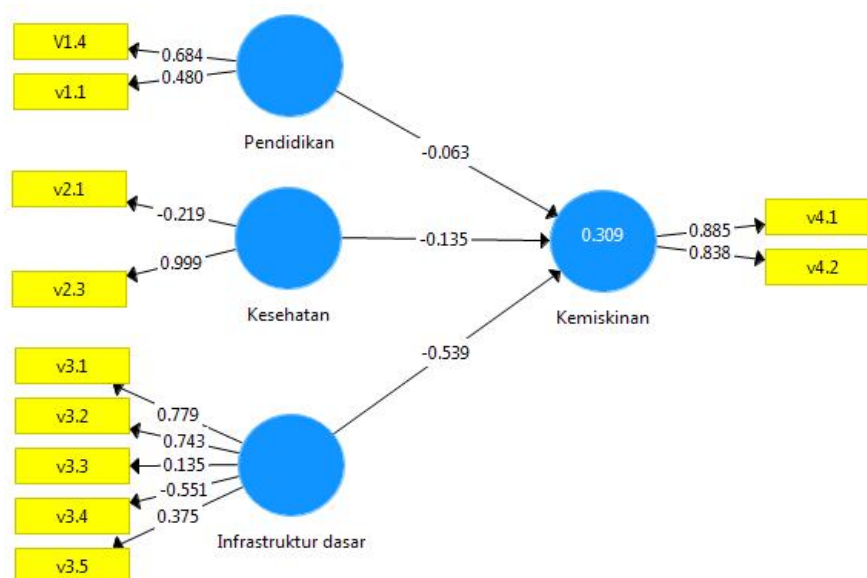 V1.4
0.684
v1.1
0.480
Pendidikan
-0.063
v2.1
-0.219
v2.3
0.999
Kesehatan
-0.135
0.309
Kemiskinan
0.885
v4.1
0.838
v4.2
-0.539
v3.1
0.779
v3.2
0.743
v3.3
0.135
v3.4
-0.551
v3.5
0.375
Infrastruktur dasar